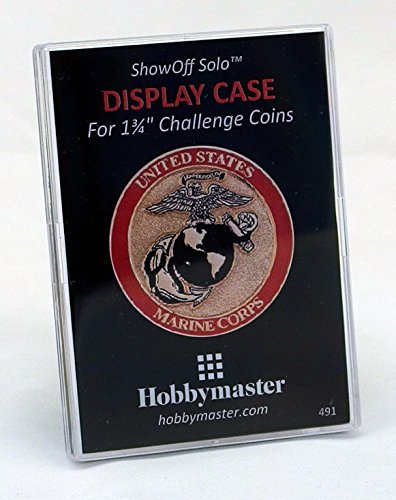 ShowOff Solo™
DISPLAY CASE
For 1¾" Challenge Coins
UNITED STATES
MARINE CORPS
Hobbymaster
hobbymaster.com
491